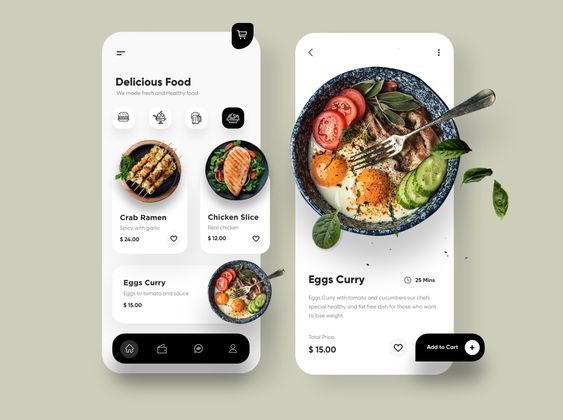 Delicious Food
We made fresh and Healthy food
Crab Ramen
Spicy with garlic
$ 24.00
Chicken Slice
Real chicken
$ 12.00
Eggs Curry
Eggs to tomato and sauce
$ 15.00
Eggs Curry
25 Mins
Eggs Curry with tomato and cucumbers our chefs
special healthy and fat free dish for those who want
to lose weight.
Total Price
$ 15.00
Add to Cart